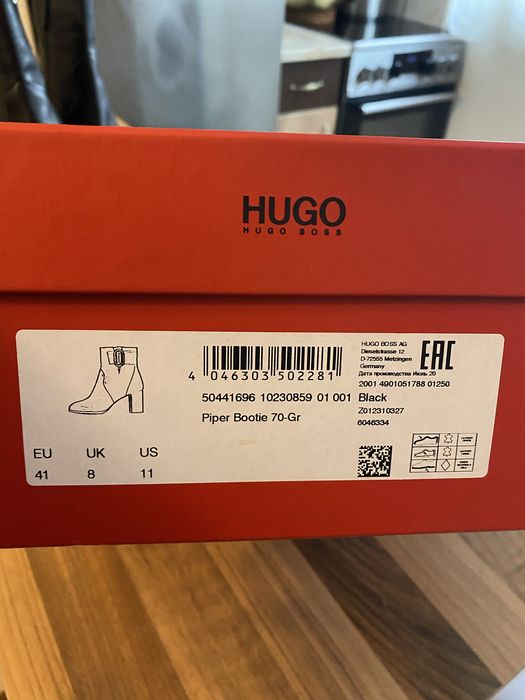 HUGO
HUGO BOSS
4 046303 502281
50441696 10230859 01 001 Black
Piper Bootie 70-Gr
HUGO BOSS AG
Dieselstrasse 12
D-72555 Metzingen
Germany
Дата производства Июль 20
EAC
2001 4901051788 01250
Z012310327
6046334
EU UK US
41 8 11